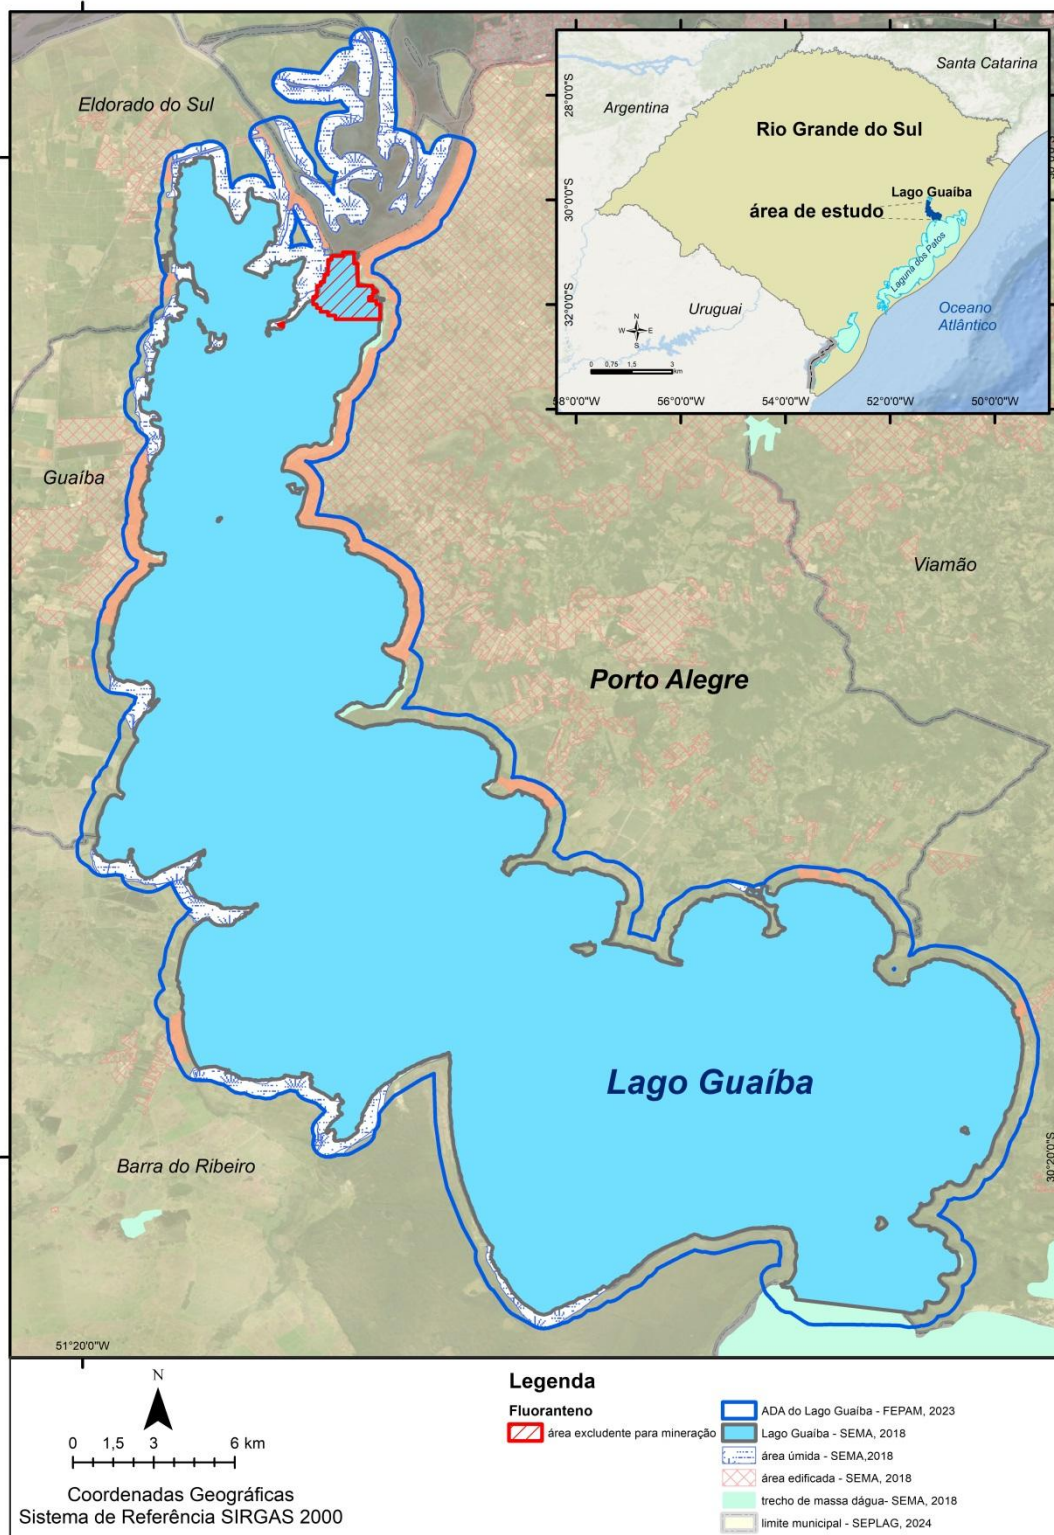 Eldorado do Sul
Guaíba
Porto Alegre
Viamão
Lago Guaíba
Barra do Ribeiro
30°20'0"S
51°20'0"W
Santa Catarina
Argentina
Rio Grande do Sul
Lago Guaíba
área de estudo
Laguna dos Patos
Uruguai
Oceano
Atlântico
N
W E
S
0 0,75 1,5 3
km
28°0'0"S
30°0'0"S
32°0'0"S
58°0'0"W 56°0'0"W 54°0'0"W 52°0'0"W 50°0'0"W
N
0 1,5 3 6 km
Coordenadas Geográficas
Sistema de Referência SIRGAS 2000
Legenda
Fluoranteno
área excludente para mineração
ADA do Lago Guaíba - FEPAM, 2023
Lago Guaíba - SEMA, 2018
área úmida - SEMA,2018
área edificada - SEMA, 2018
trecho de massa dágua- SEMA, 2018
limite municipal - SEPLAG, 2024